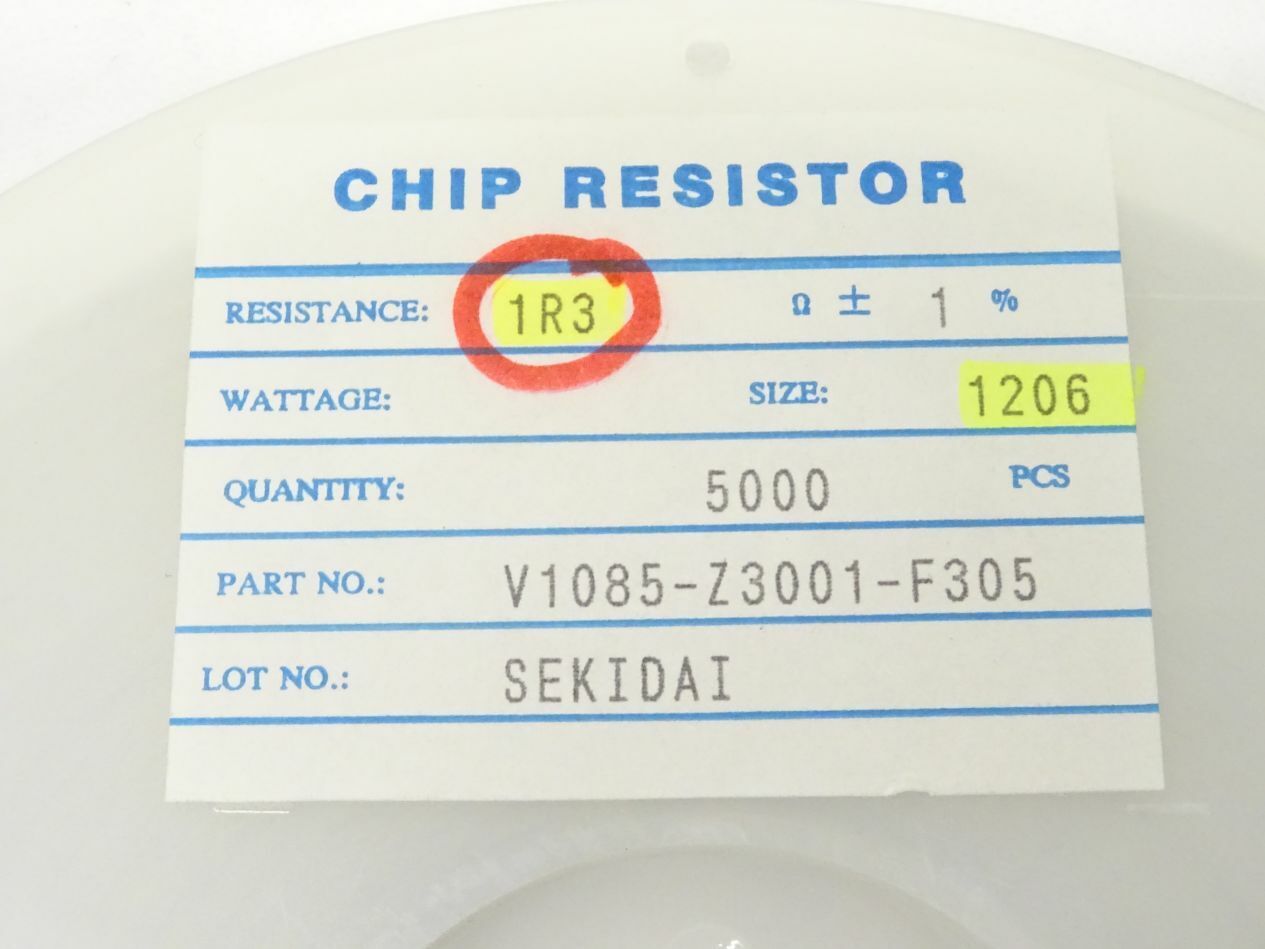 CHIP RESISTOR
RESISTANCE: 1R3 Ω ± 1 %
WATTAGE: SIZE: 1206
QUANTITY: 5000 PCS
PART NO.: V1085-Z3001-F305
LOT NO.: SEKIDAI